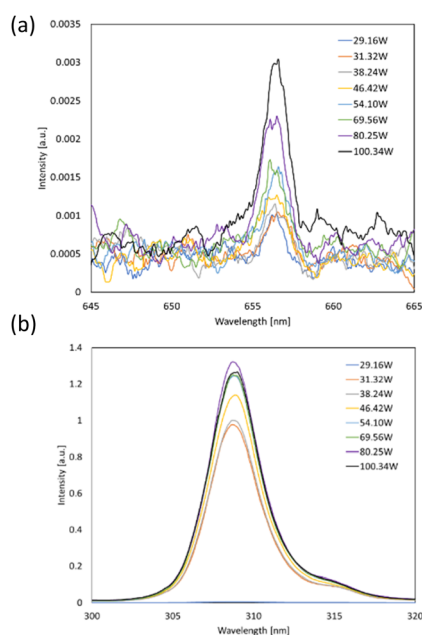 (a)
0.0035
0.003
0.0025
0.002
0.0015
0.001
0.0005
0
Intensity [a.u.]
29.16W
31.32W
38.24W
46.42W
54.10W
69.56W
80.25W
100.34W
645
650
655
660
665
Wavelength [nm]
(b)
1.4
1.2
1
0.8
0.6
0.4
0.2
0
Intensity [a.u.]
29.16W
31.32W
38.24W
46.42W
54.10W
69.56W
80.25W
100.34W
300
305
310
315
320
Wavelength [nm]